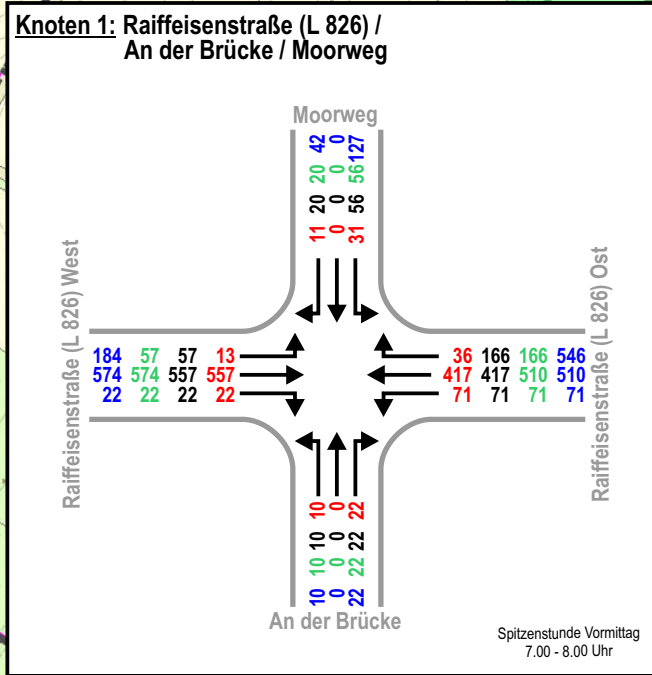 Knoten 1: Raiffeisenstraße (L 826) /
An der Brücke / Moorweg
Moorweg
42 0 127
20 0 56
20 0 56
11 0 31
Raiffeisenstraße (L 826) West
184 57 57 13
574 574 557 557
22 22 22 22
36 166 166 546
417 417 510 510
71 71 71 71
Raiffeisenstraße (L 826) Ost
10 0 22
10 0 22
10 0 22
10 0 22
An der Brücke
Spitzenstunde Vormittag
7.00 - 8.00 Uhr